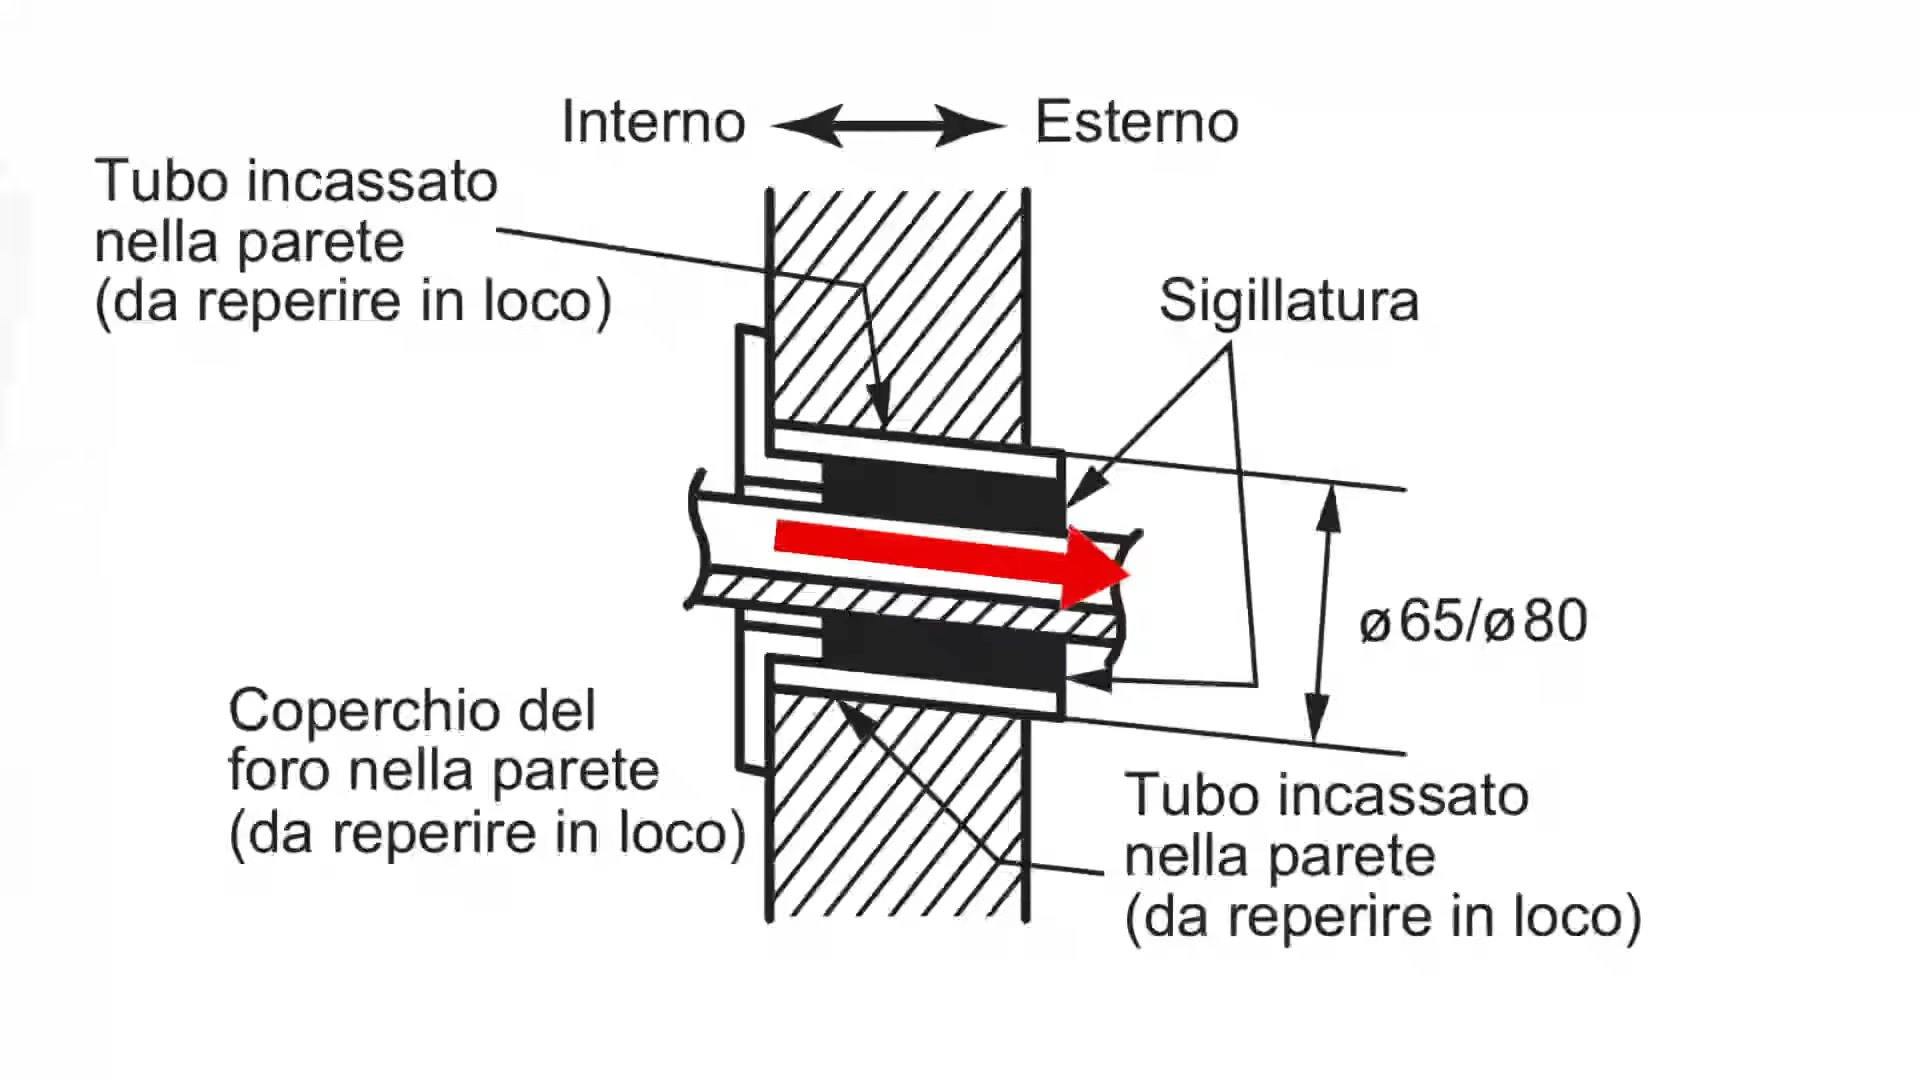 Interno
Esterno
Tubo incassato
nella parete
(da reperire in loco)
Sigillatura
ø65/ø80
Coperchio del
foro nella parete
(da reperire in loco)
Tubo incassato
nella parete
(da reperire in loco)